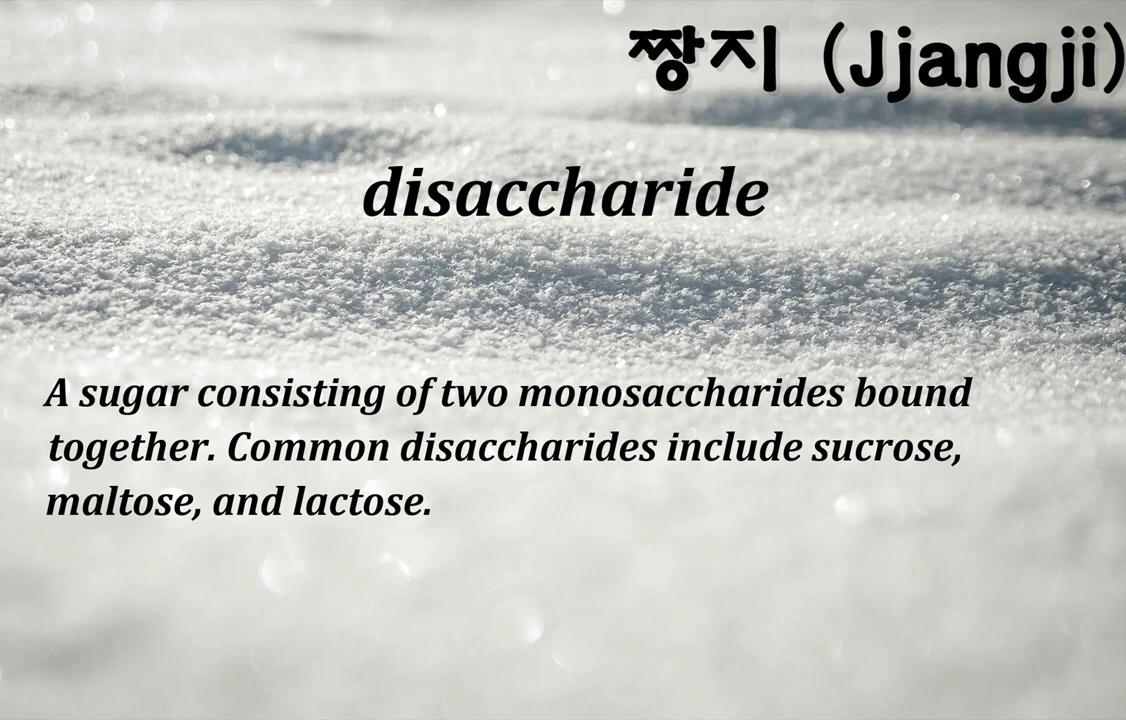 짱지 (Jjangji)
disaccharide
A sugar consisting of two monosaccharides bound
together. Common disaccharides include sucrose,
maltose, and lactose.